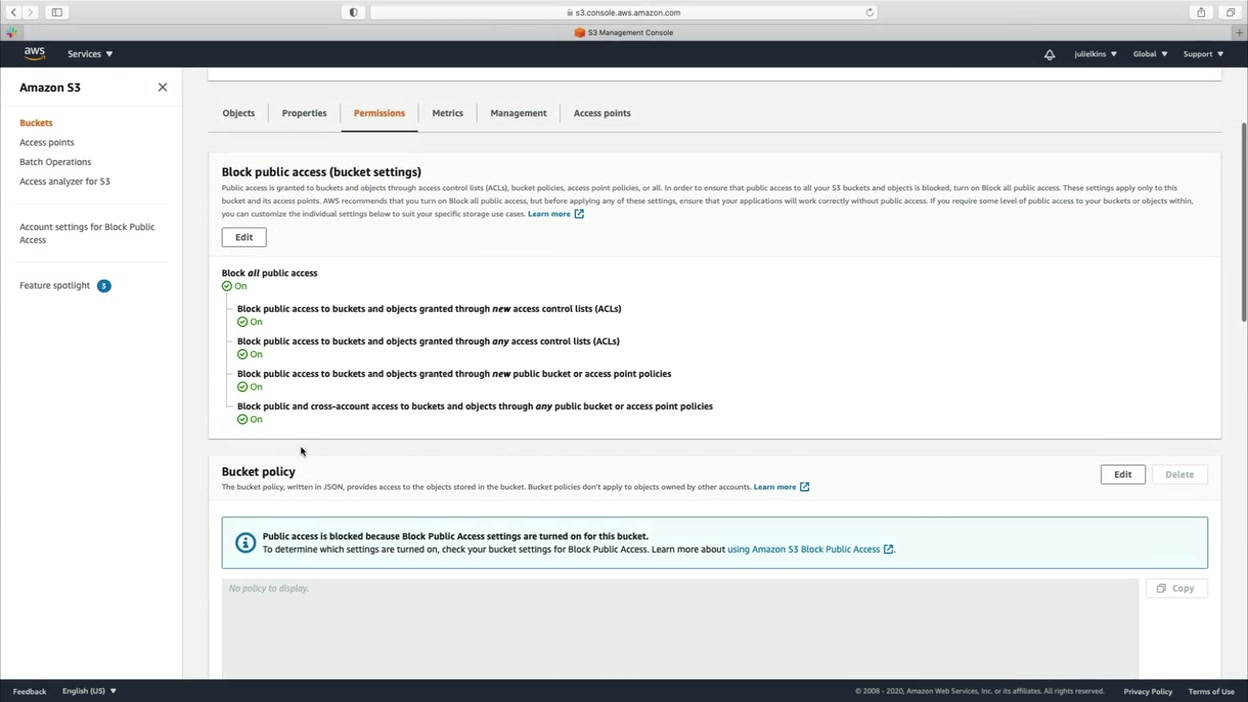 s3.console.aws.amazon.com
S3 Management Console
aws Services julielkins Global Support
Amazon S3
Buckets
Access points
Batch Operations
Access analyzer for S3
Account settings for Block Public
Access
Feature spotlight 3
Objects Properties Permissions Metrics Management Access points
Block public access (bucket settings)
Public access is granted to buckets and objects through access control lists (ACLs), bucket policies, access point policies, or all. In order to ensure that public access to all your S3 buckets and objects is blocked, turn on Block all public access. These settings apply only to this
bucket and its access points. AWS recommends that you turn on Block all public access, but before applying any of these settings, ensure that your applications will work correctly without public access. If you require some level of public access to your buckets or objects within,
you can customize the individual settings below to suit your specific storage use cases. Learn more
Edit
Block all public access
On
Block public access to buckets and objects granted through new access control lists (ACLs)
On
Block public access to buckets and objects granted through any access control lists (ACLs)
On
Block public access to buckets and objects granted through new public bucket or access point policies
On
Block public and cross-account access to buckets and objects through any public bucket or access point policies
On
Bucket policy
Edit Delete
The bucket policy, written in JSON, provides access to the objects stored in the bucket. Bucket policies don't apply to objects owned by other accounts. Learn more
Public access is blocked because Block Public Access settings are turned on for this bucket.
To determine which settings are turned on, check your bucket settings for Block Public Access. Learn more about using Amazon S3 Block Public Access.
No policy to display.
Copy
Feedback English (US) © 2008 - 2020, Amazon Web Services, Inc. or its affiliates. All rights reserved. Privacy Policy Terms of Use